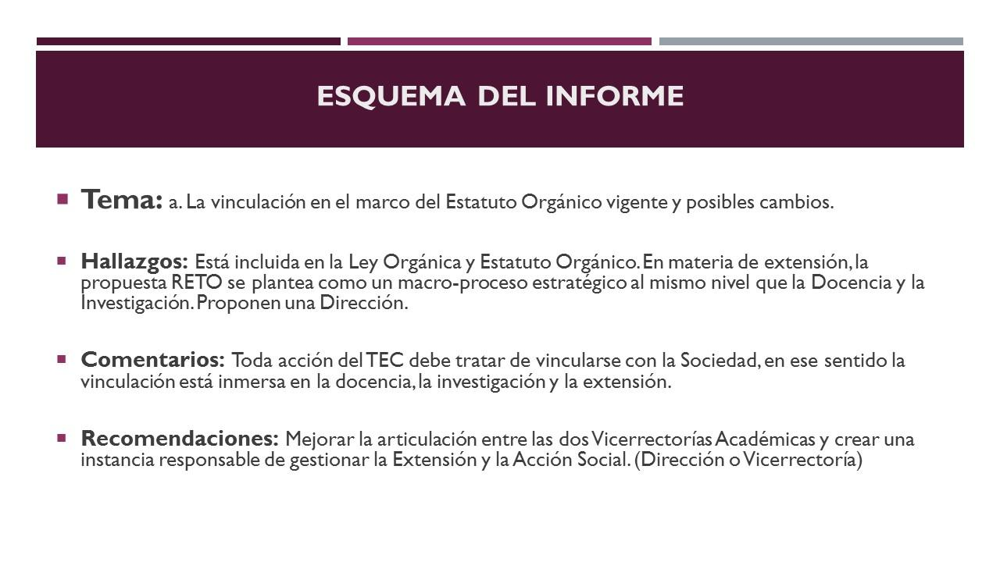 ESQUEMA DEL INFORME
Tema: a. La vinculación en el marco del Estatuto Orgánico vigente y posibles cambios.
Hallazgos: Está incluida en la Ley Orgánica y Estatuto Orgánico. En materia de extensión, la
propuesta RETO se plantea como un macro-proceso estratégico al mismo nivel que la Docencia y la
Investigación. Proponen una Dirección.
Comentarios: Toda acción del TEC debe tratar de vincularse con la Sociedad, en ese sentido la
vinculación está inmersa en la docencia, la investigación y la extensión.
Recomendaciones: Mejorar la articulación entre las dos Vicerrectorías Académicas y crear una
instancia responsable de gestionar la Extensión y la Acción Social. (Dirección o Vicerrectoría)